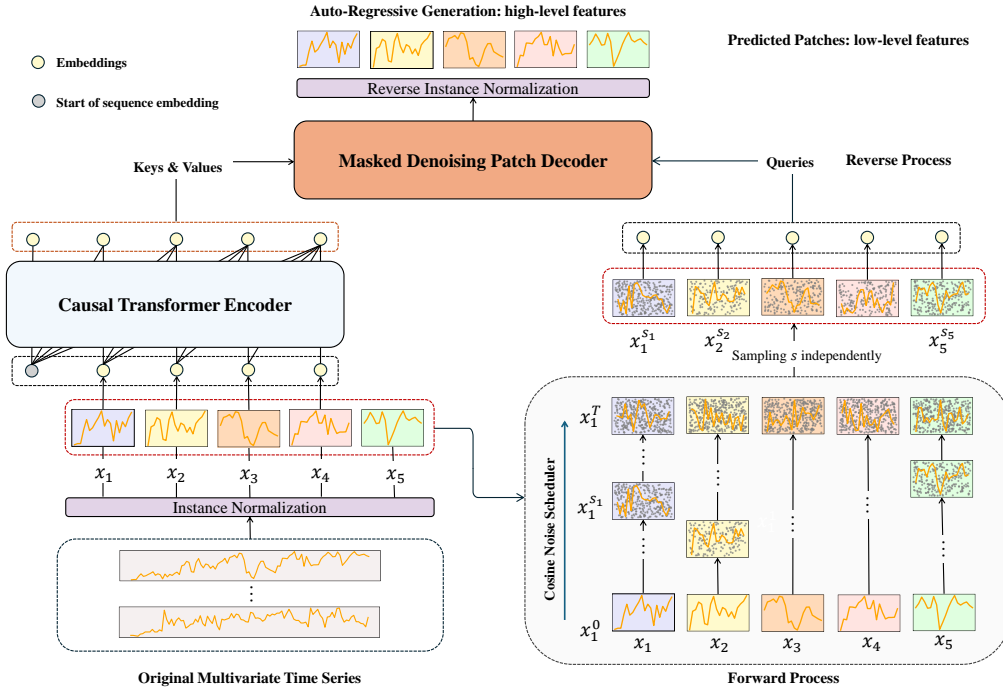 Auto-Regressive Generation: high-level features
Predicted Patches: low-level features
Embeddings
Start of sequence embedding
Reverse Instance Normalization
Masked Denoising Patch Decoder
Keys & Values
Queries
Reverse Process
Causal Transformer Encoder
x_1^{s_1}
x_2^{s_2}
x_5^{s_5}
Sampling s independently
x_1
x_2
x_3
x_4
x_5
Instance Normalization
Original Multivariate Time Series
Cosine Noise Scheduler
x_1^T
x_1^{s_1}
x_1^0
x_1
x_2
x_3
x_4
x_5
Forward Process